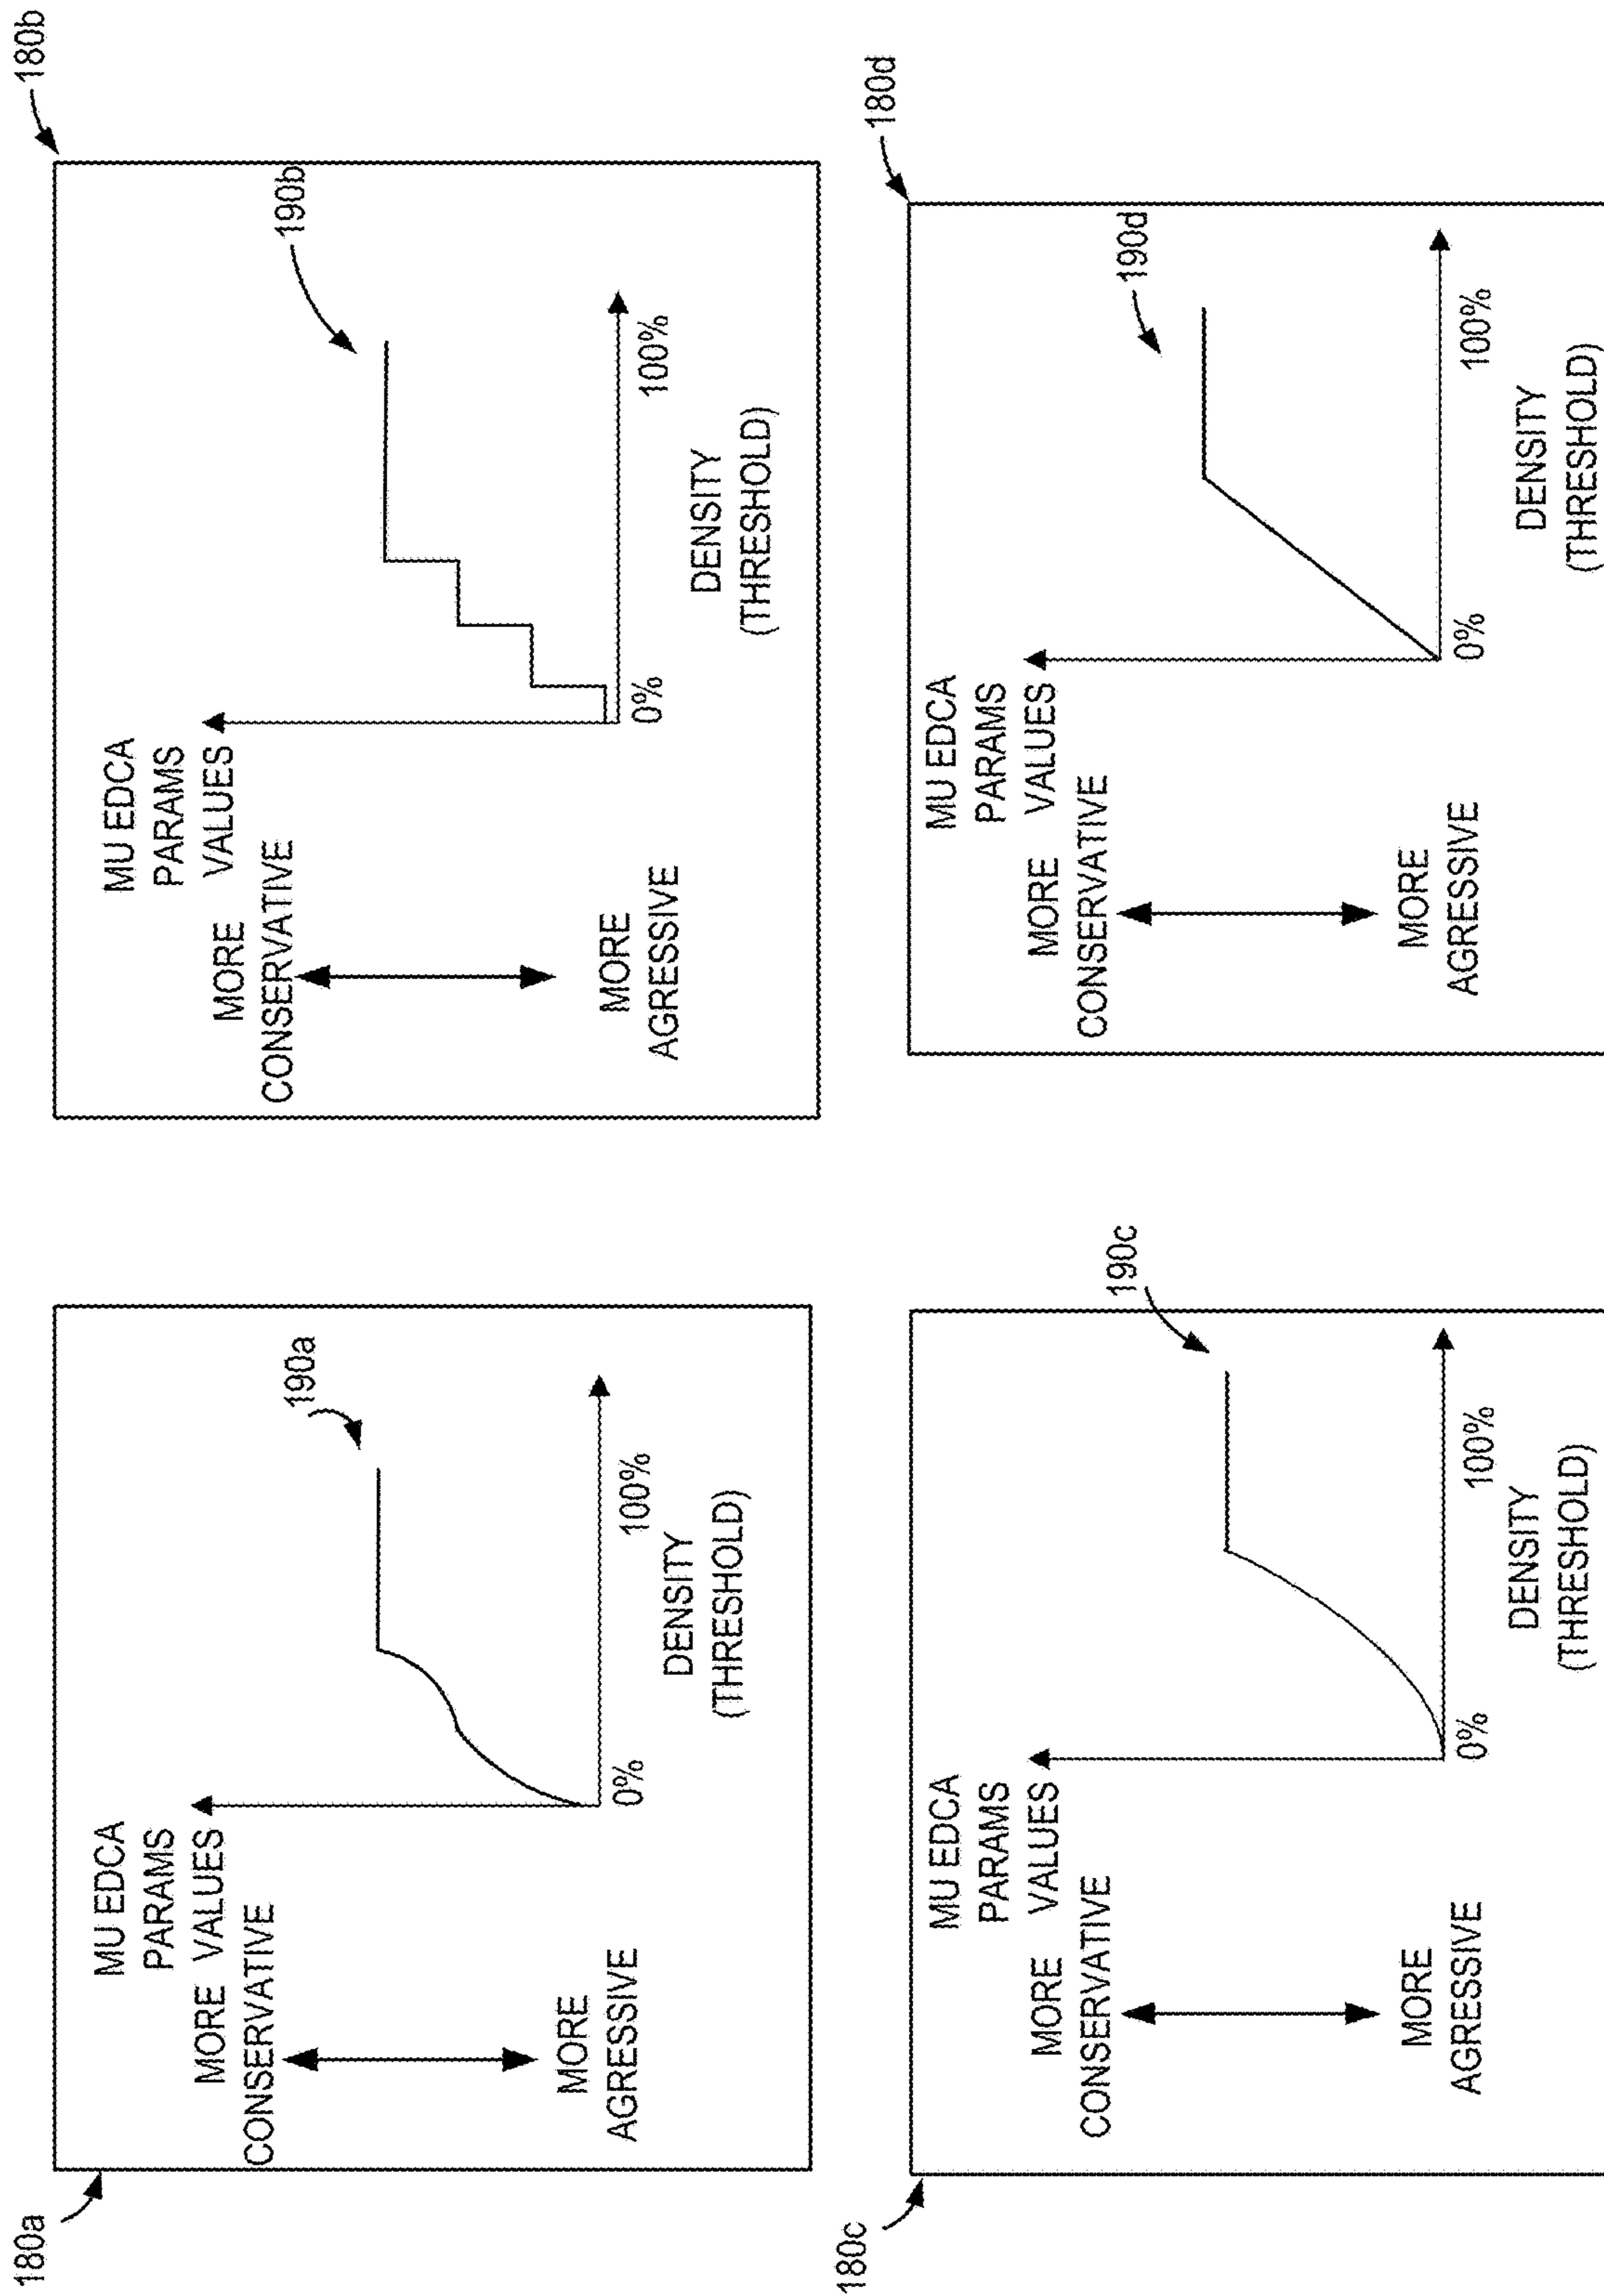 180a
MU EDCA
PARAMS
MORE VALUES
CONSERVATIVE
MORE
AGRESSIVE
190a
0%
100%
DENSITY
(THRESHOLD)
180b
MU EDCA
PARAMS
MORE VALUES
CONSERVATIVE
MORE
AGRESSIVE
190b
0%
100%
DENSITY
(THRESHOLD)
180c
MU EDCA
PARAMS
MORE VALUES
CONSERVATIVE
MORE
AGRESSIVE
190c
0%
100%
DENSITY
(THRESHOLD)
180d
MU EDCA
PARAMS
MORE VALUES
CONSERVATIVE
MORE
AGRESSIVE
190d
0%
100%
DENSITY
(THRESHOLD)